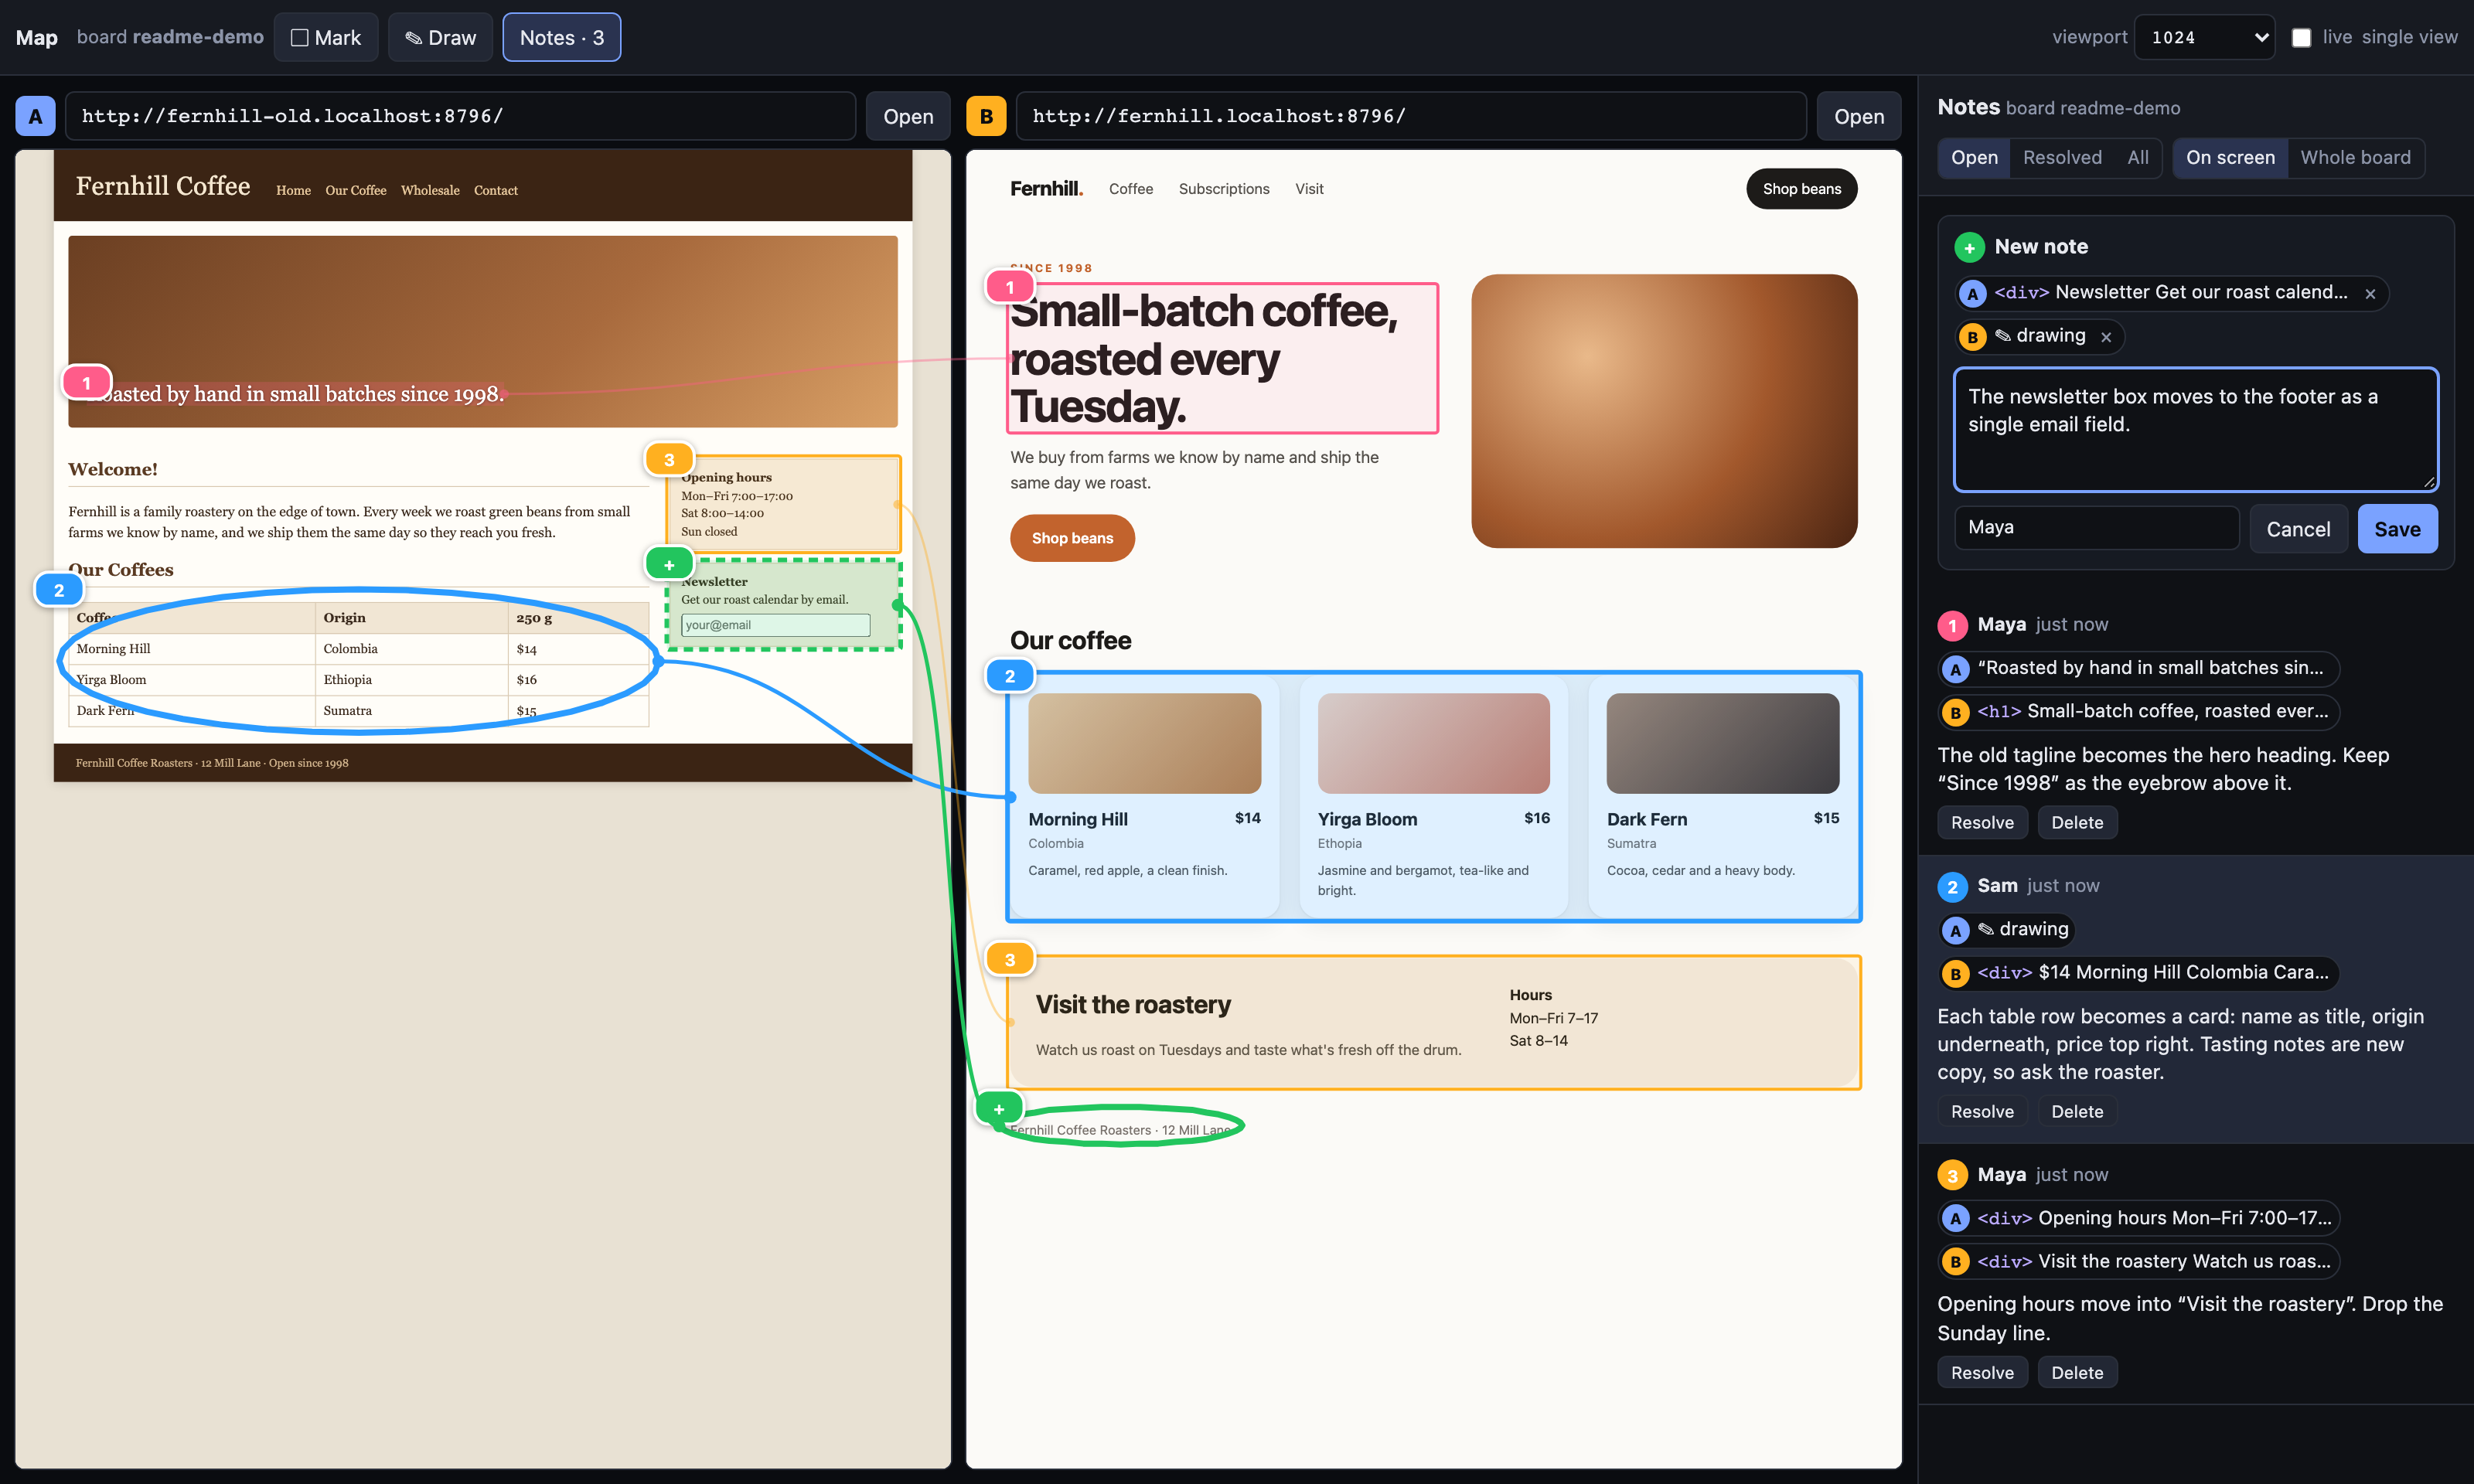 Map board readme-demo Mark ✎ Draw Notes · 3 viewport 1024 live single view
A http://fernhill-old.localhost:8796/ Open
Fernhill Coffee Home Our Coffee Wholesale Contact
1
Roasted by hand in small batches since 1998.
Welcome!
Fernhill is a family roastery on the edge of town. Every week we roast green beans from small
farms we know by name, and we ship them the same day so they reach you fresh.
3
Opening hours
Mon–Fri 7:00–17:00
Sat 8:00–14:00
Sun closed
+
Newsletter
Get our roast calendar by email.
your@email
Our Coffees
2
Coffee Origin 250 g
Morning Hill Colombia $14
Yirga Bloom Ethiopia $16
Dark Fern Sumatra $15
Fernhill Coffee Roasters · 12 Mill Lane · Open since 1998
B http://fernhill.localhost:8796/ Open
Fernhill. Coffee Subscriptions Visit Shop beans
SINCE 1998
1
Small-batch coffee,
roasted every
Tuesday.
We buy from farms we know by name and ship the
same day we roast.
Shop beans
Our coffee
2
Morning Hill $14
Colombia
Caramel, red apple, a clean finish.
Yirga Bloom $16
Ethopia
Jasmine and bergamot, tea-like and
bright.
Dark Fern $15
Sumatra
Cocoa, cedar and a heavy body.
3
Visit the roastery
Watch us roast on Tuesdays and taste what's fresh off the drum.
Hours
Mon–Fri 7–17
Sat 8–14
+
Fernhill Coffee Roasters · 12 Mill Lane
Notes board readme-demo
Open Resolved All On screen Whole board
+ New note
A <div> Newsletter Get our roast calend... ×
B ✎ drawing ×
The newsletter box moves to the footer as a
single email field.
Maya Cancel Save
1 Maya just now
A “Roasted by hand in small batches sin...
B <h1> Small-batch coffee, roasted ever...
The old tagline becomes the hero heading. Keep
“Since 1998” as the eyebrow above it.
Resolve Delete
2 Sam just now
A ✎ drawing
B <div> $14 Morning Hill Colombia Cara...
Each table row becomes a card: name as title, origin
underneath, price top right. Tasting notes are new
copy, so ask the roaster.
Resolve Delete
3 Maya just now
A <div> Opening hours Mon–Fri 7:00–17...
B <div> Visit the roastery Watch us roas...
Opening hours move into “Visit the roastery”. Drop the
Sunday line.
Resolve Delete